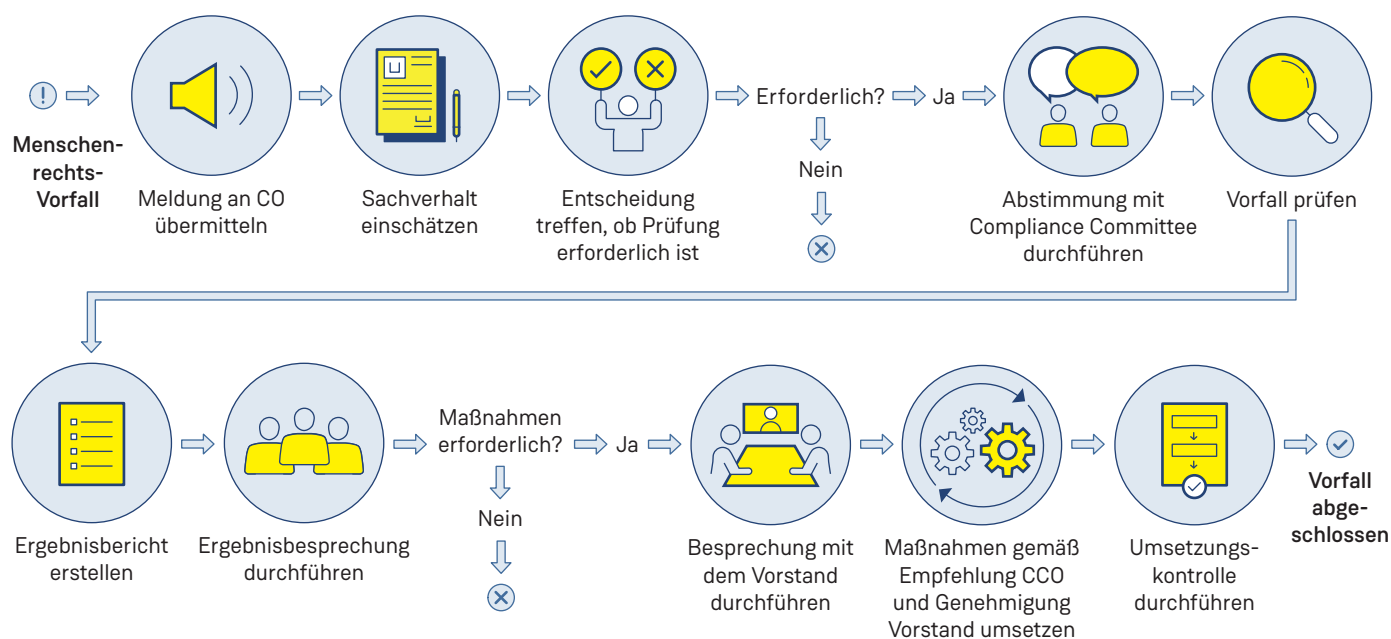 Menschen-
rechts-
Vorfall
Meldung an CO
übermitteln
Sachverhalt
einschätzen
Entscheidung
treffen, ob Prüfung
erforderlich ist
Erforderlich?
Ja
Nein
Abstimmung mit
Compliance Committee
durchführen
Vorfall prüfen
Ergebnisbericht
erstellen
Ergebnisbesprechung
durchführen
Maßnahmen
erforderlich?
Ja
Nein
Besprechung mit
dem Vorstand
durchführen
Maßnahmen gemäß
Empfehlung CCO
und Genehmigung
Vorstand umsetzen
Umsetzungs-
kontrolle
durchführen
Vorfall
abge-
schlossen